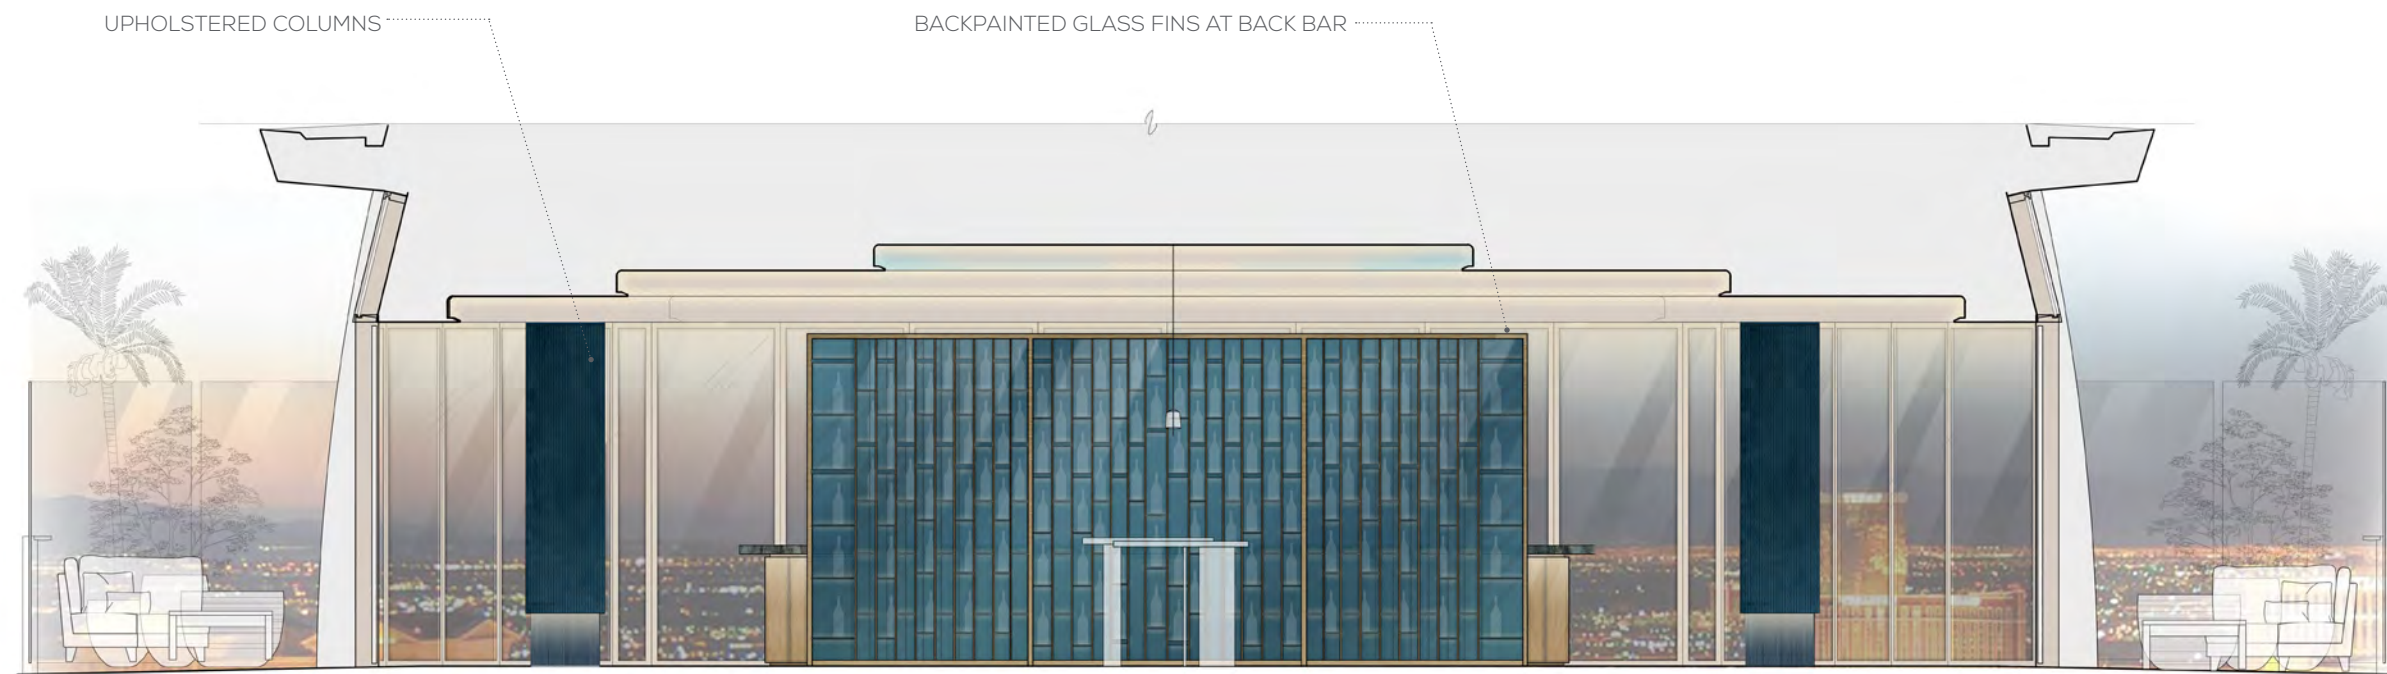 UPHOLSTERED COLUMNS
BACKPAINTED GLASS FINS AT BACK BAR